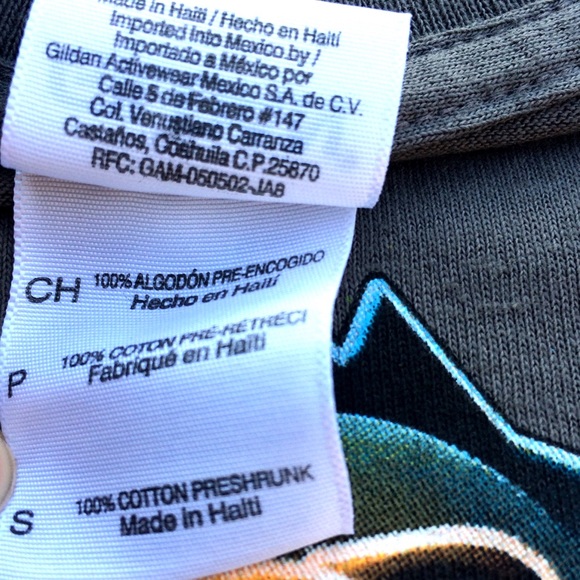 Made in Haiti / Hecho en Haití
Imported into Mexico by /
Importado a México por
Gildan Activewear Mexico S.A. de C.V.
Calle 5 de Febrero #147
Col. Venustiano Carranza
Castaños, Coahuila C.P. 25870
RFC: GAM-050502-JA8
CH 100% ALGODÓN PRE-ENCOGIDO
Hecho en Haití
P 100% COTON PRÉ-RÉTRÉCI
Fabriqué en Haïti
S 100% COTTON PRESHRUNK
Made in Haiti